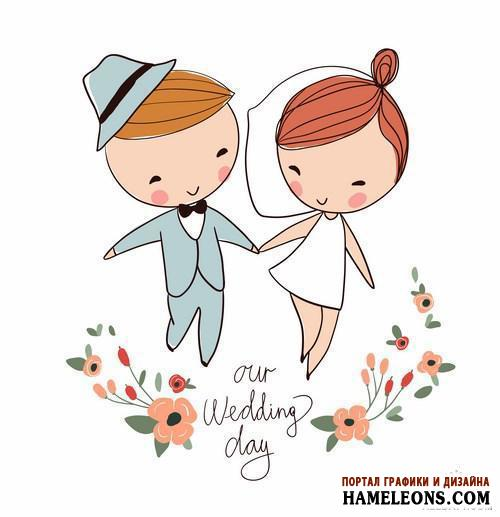 our
Wedding
day
ПОРТАЛ ГРАФИКИ И ДИЗАЙНА
HAMELEONS.COM